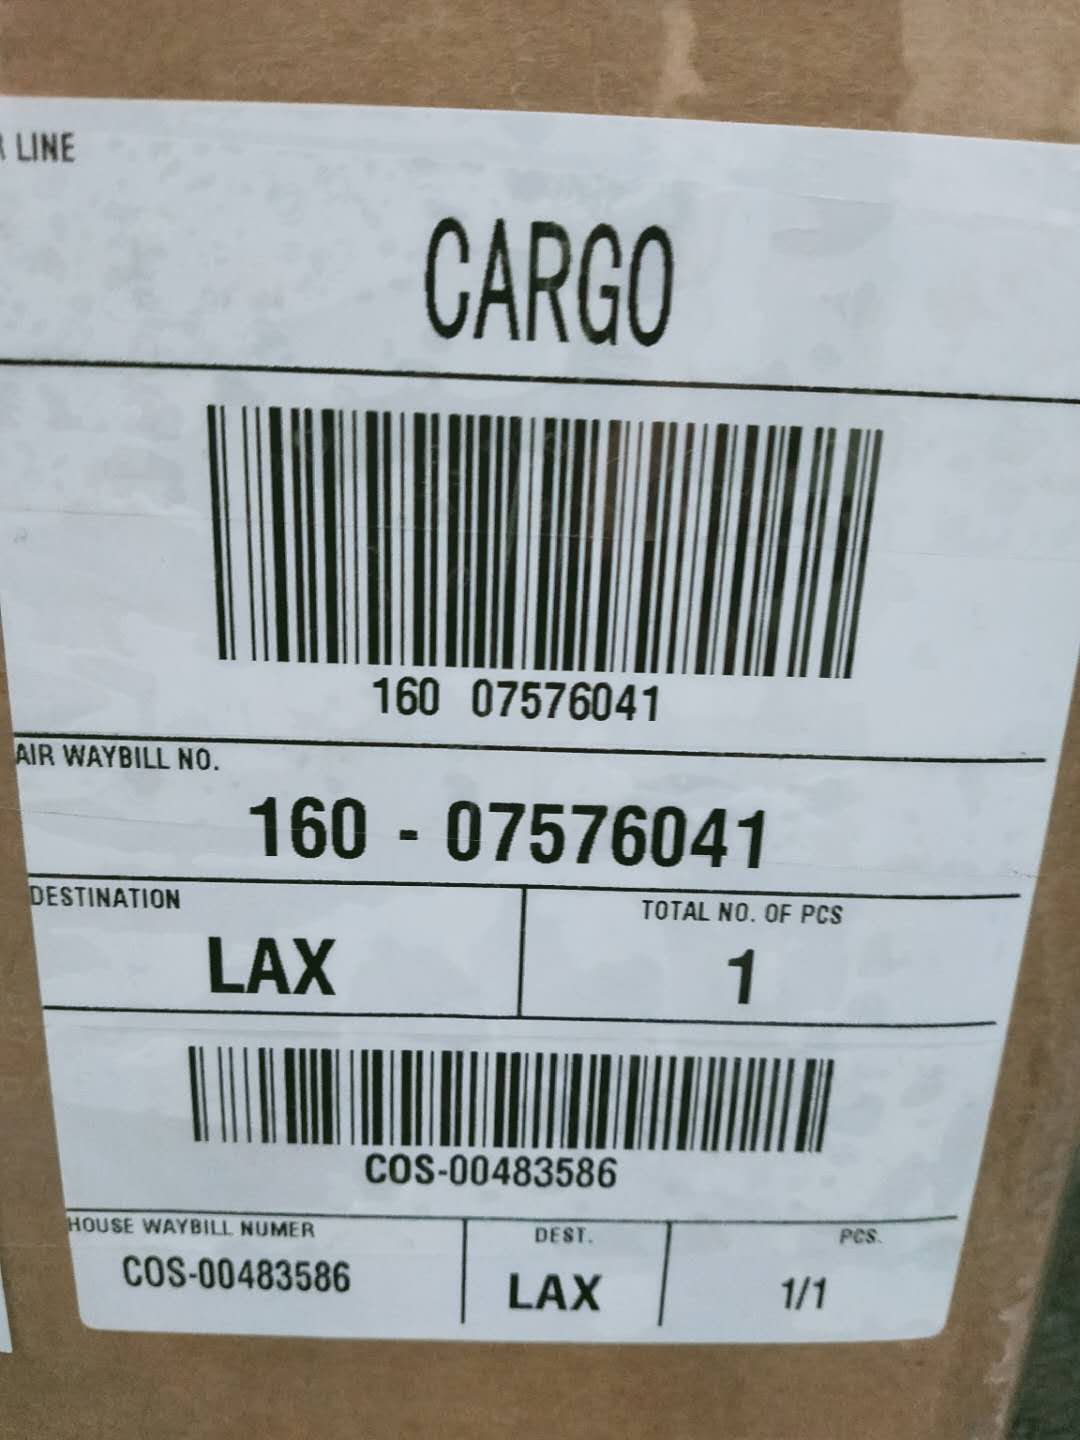 R LINE
CARGO
160 07576041
AIR WAYBILL NO.
160 - 07576041
DESTINATION
TOTAL NO. OF PCS
LAX
1
COS-00483586
HOUSE WAYBILL NUMER
DEST.
PCS.
COS-00483586
LAX
1/1